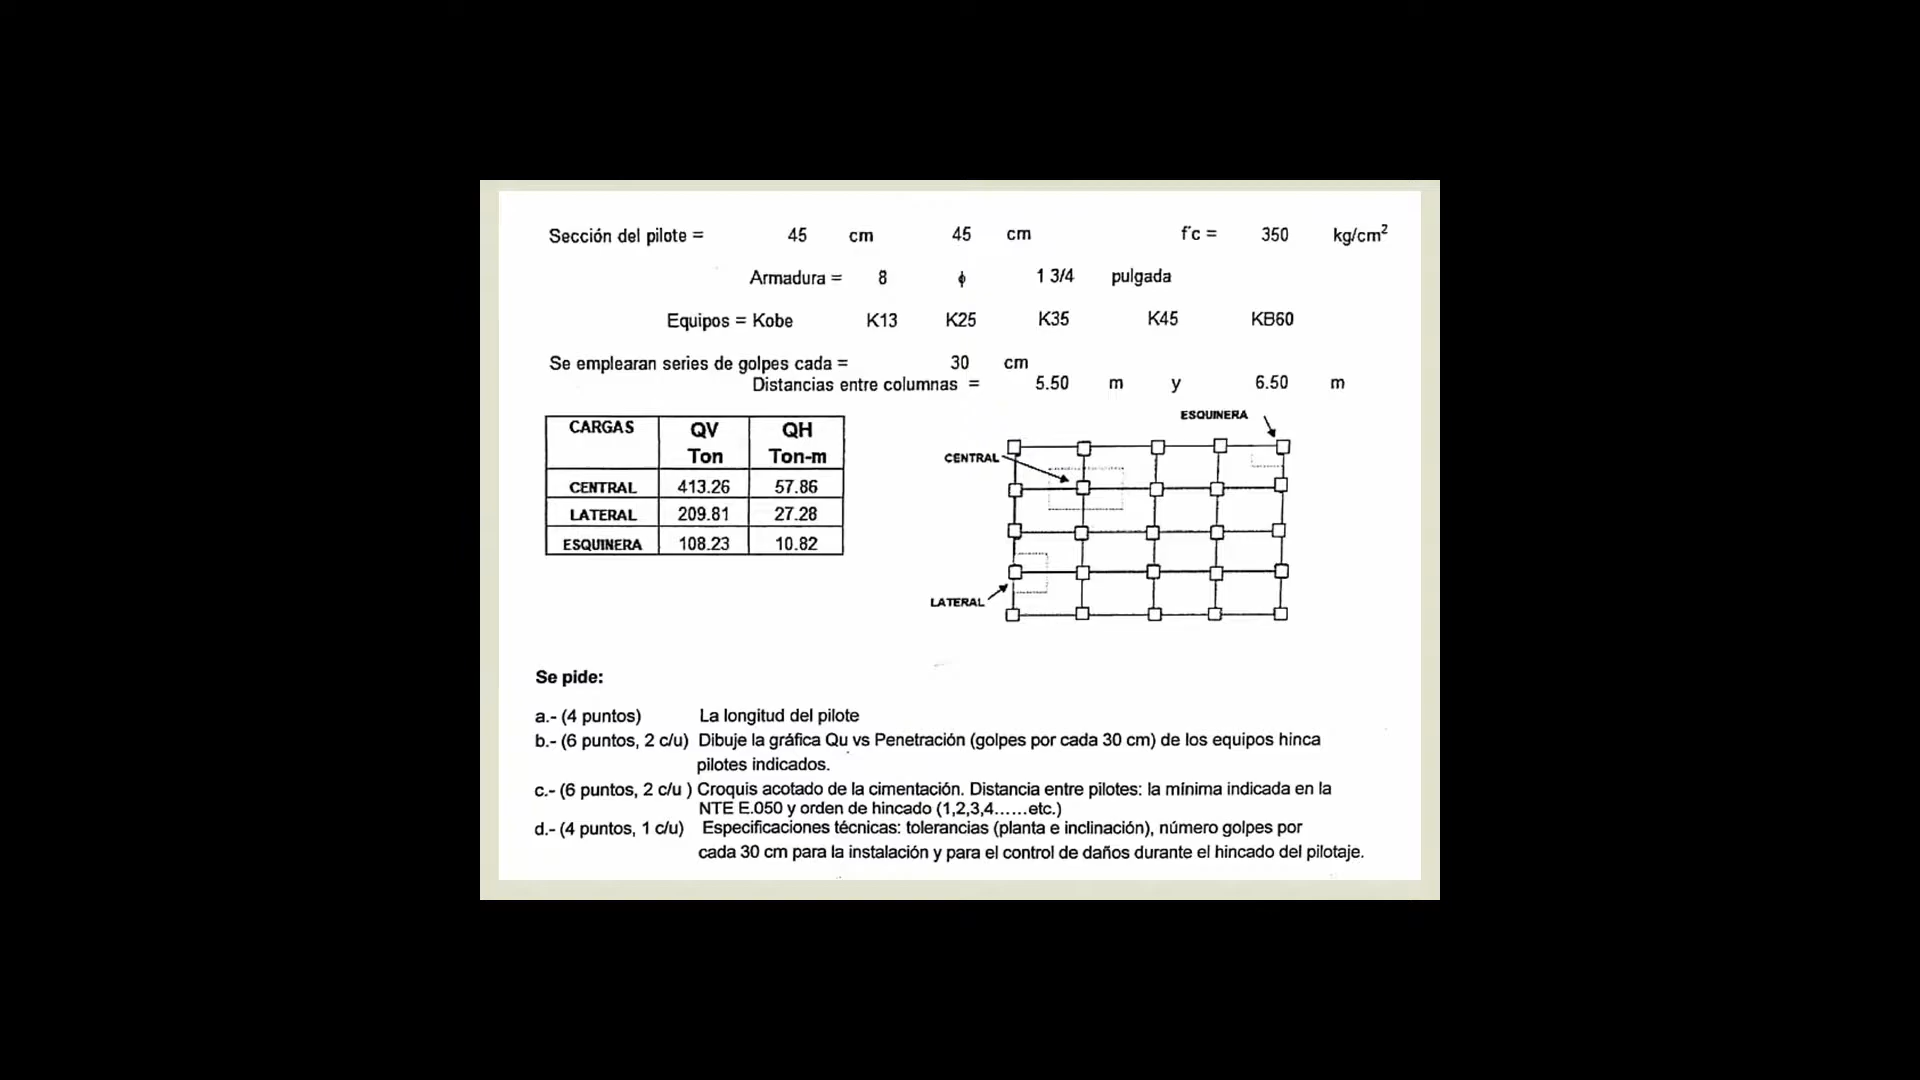 Sección del pilote = 45 cm 45 cm f'c = 350 kg/cm²
Armadura = 8 ϕ 1 3/4 pulgada
Equipos = Kobe K13 K25 K35 K45 KB60
Se emplearan series de golpes cada = 30 cm
Distancias entre columnas = 5.50 m y 6.50 m
CARGAS QV Ton QH Ton-m
CENTRAL 413.26 57.86
LATERAL 209.81 27.28
ESQUINERA 108.23 10.82
ESQUINERA
CENTRAL
LATERAL
Se pide:
a.- (4 puntos) La longitud del pilote
b.- (6 puntos, 2 c/u) Dibuje la gráfica Qu vs Penetración (golpes por cada 30 cm) de los equipos hinca
pilotes indicados.
c.- (6 puntos, 2 c/u ) Croquis acotado de la cimentación. Distancia entre pilotes: la mínima indicada en la
NTE E.050 y orden de hincado (1,2,3,4......etc.)
d.- (4 puntos, 1 c/u) Especificaciones técnicas: tolerancias (planta e inclinación), número golpes por
cada 30 cm para la instalación y para el control de daños durante el hincado del pilotaje.